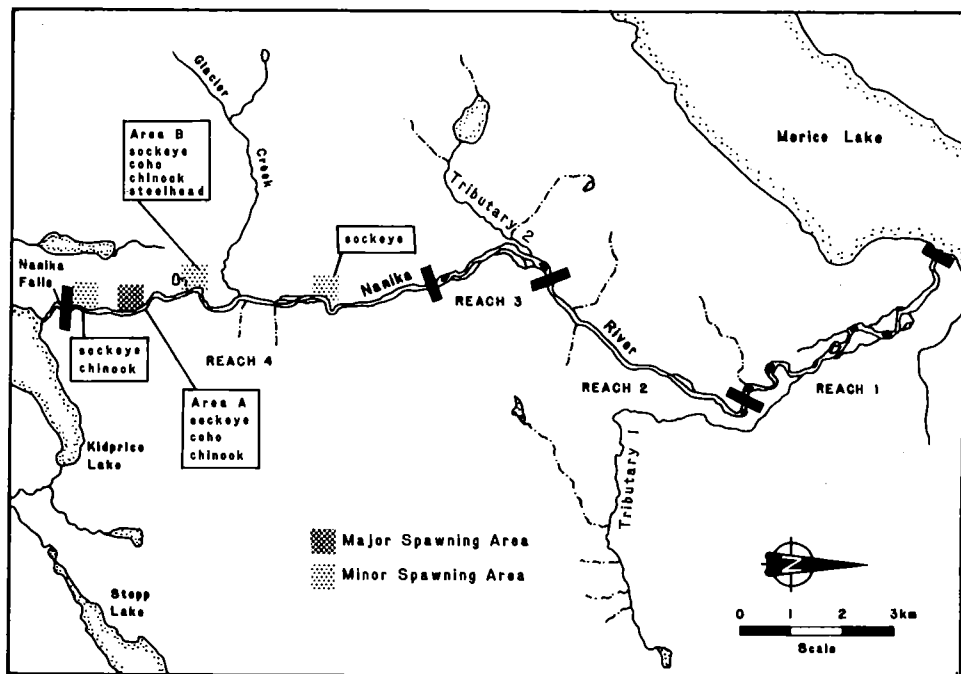 Glacier
Creek
Area B
sockeye
coho
chinook
steelhead
Morice Lake
Tributary 2
sockeye
Nanika
Falls
Nanika
REACH 3
River
sockeye
chinook
REACH 4
REACH 2
REACH 1
Area A
sockeye
coho
chinook
Kidprice
Lake
Tributary 1
Major Spawning Area
Minor Spawning Area
N
Stepp
Lake
0 1 2 3km
Scale